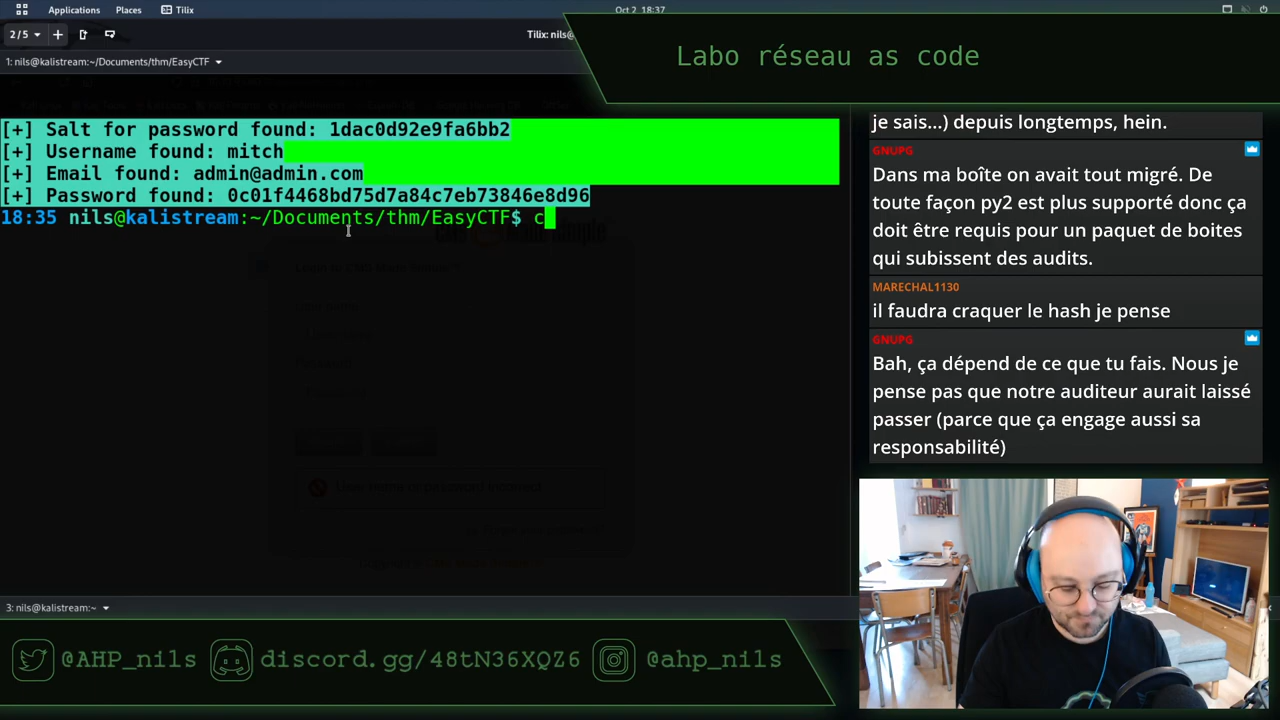 Applications Places Tilix
Oct 2 18:37
2/5
Tilix: nils@
1: nils@kalistream:~/Documents/thm/EasyCTF
Labo réseau as code
[+] Salt for password found: 1dac0d92e9fa6bb2
[+] Username found: mitch
[+] Email found: admin@admin.com
[+] Password found: 0c01f4468bd75d7a84c7eb73846e8d96
18:35 nils@kalistream:~/Documents/thm/EasyCTF$ c
je sais...) depuis longtemps, hein.
GNUPG
Dans ma boîte on avait tout migré. De
toute façon py2 est plus supporté donc ça
doit être requis pour un paquet de boites
qui subissent des audits.
MARECHAL1130
il faudra craquer le hash je pense
GNUPG
Bah, ça dépend de ce que tu fais. Nous je
pense pas que notre auditeur aurait laissé
passer (parce que ça engage aussi sa
responsabilité)
3: nils@kalistream:~
@AHP_nils discord.gg/48tN36XQZ6 @ahp_nils